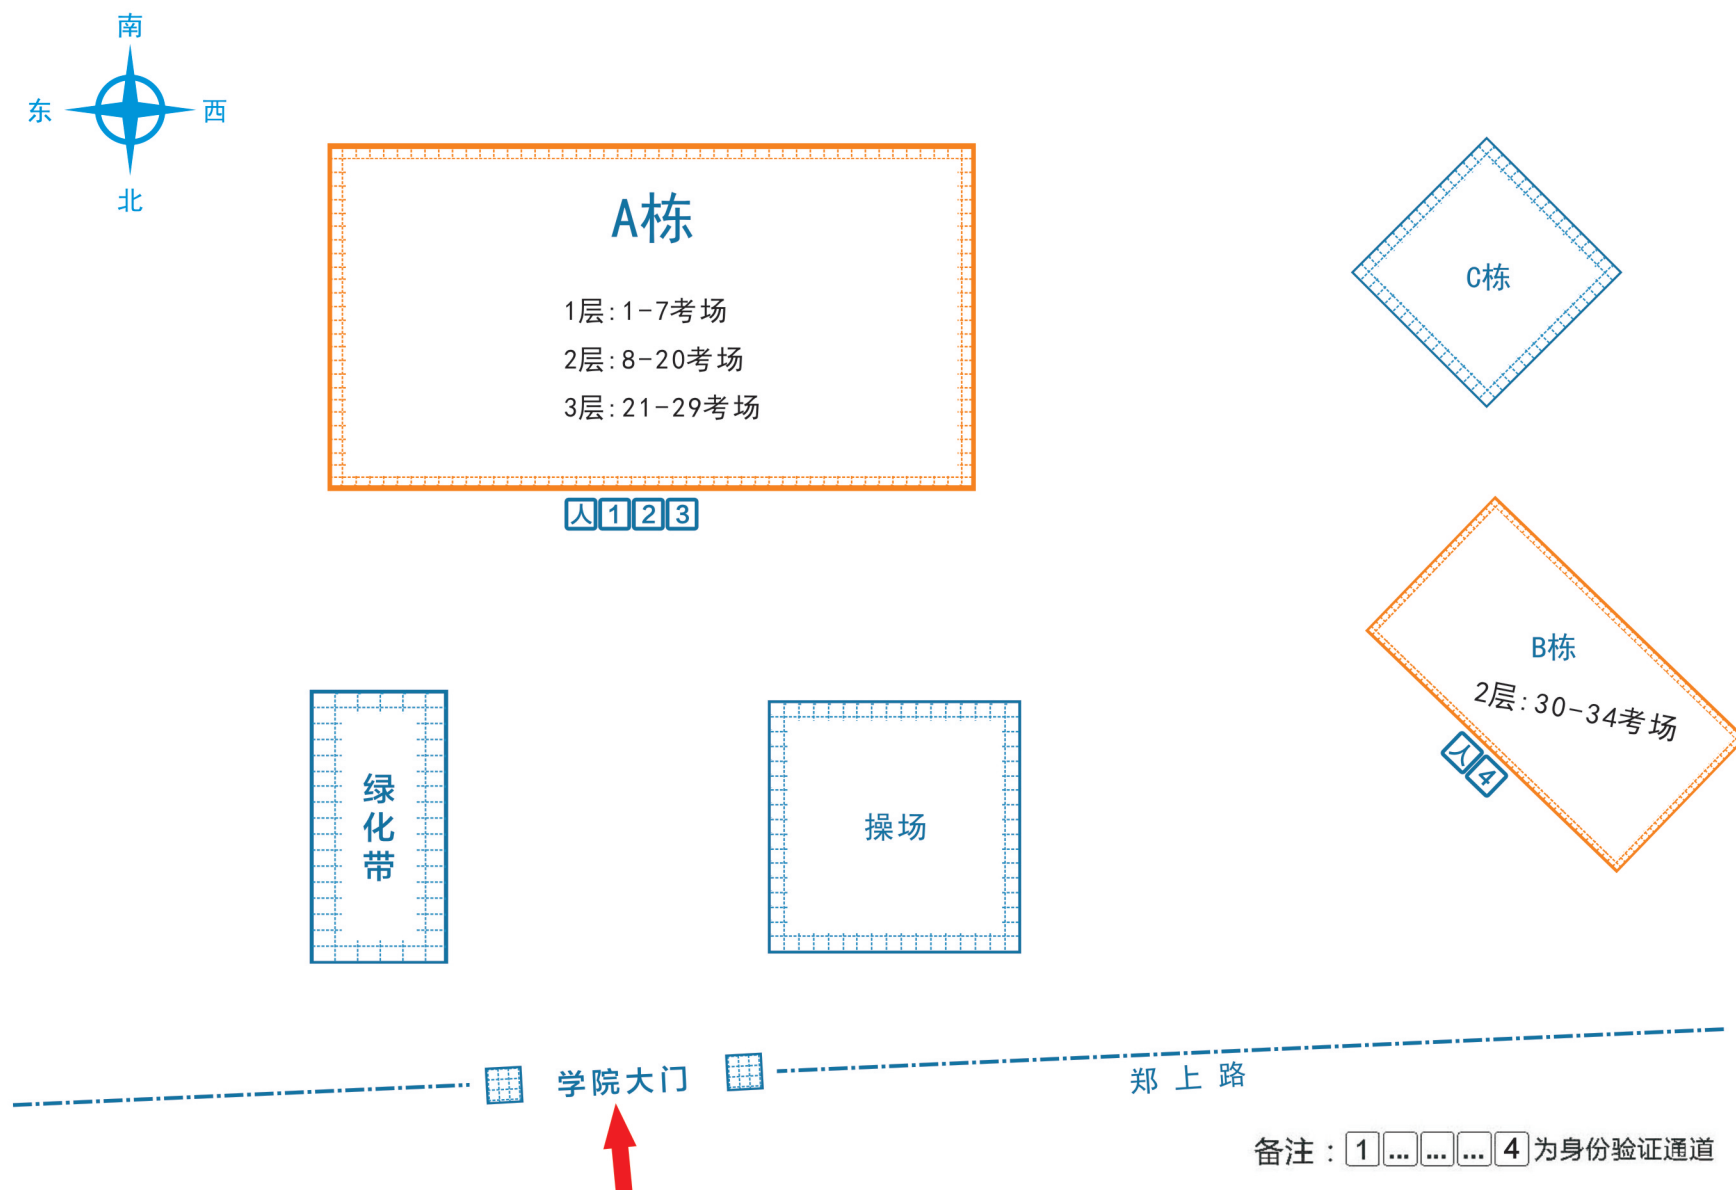 南
东 西
北
A栋
1层:1-7考场
2层:8-20考场
3层:21-29考场
人 1 2 3
C栋
B栋
2层:30-34考场
人 4
绿化带
操场
学院大门
郑上路
备注：1 ... ... ... 4 为身份验证通道